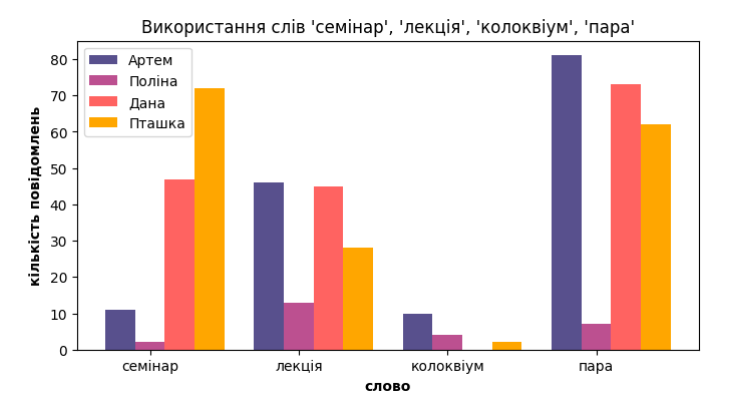 Використання слів 'семінар', 'лекція', 'колоквіум', 'пара'
Артем
Поліна
Дана
Пташка
кількість повідомлень
80
70
60
50
40
30
20
10
0
семінар лекція колоквіум пара
слово